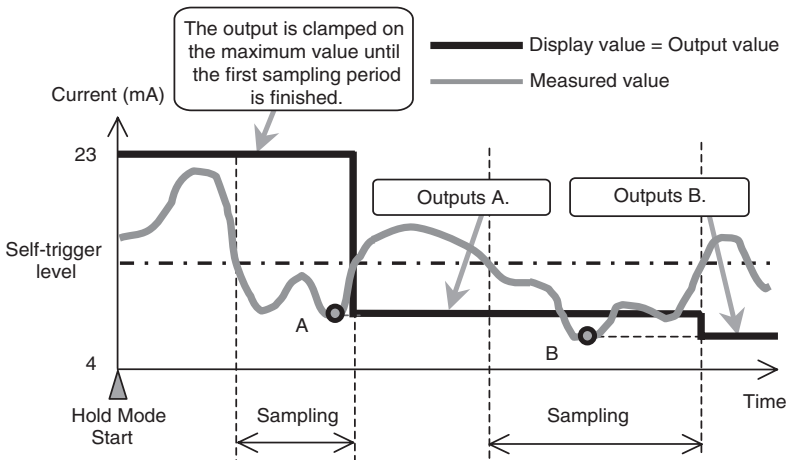 The output is clamped on
the maximum value until
the first sampling period
is finished.
Display value = Output value
Measured value
Current (mA)
23
Outputs A.
Outputs B.
Self-trigger
level
A
B
4
Time
Hold Mode
Start
Sampling
Sampling